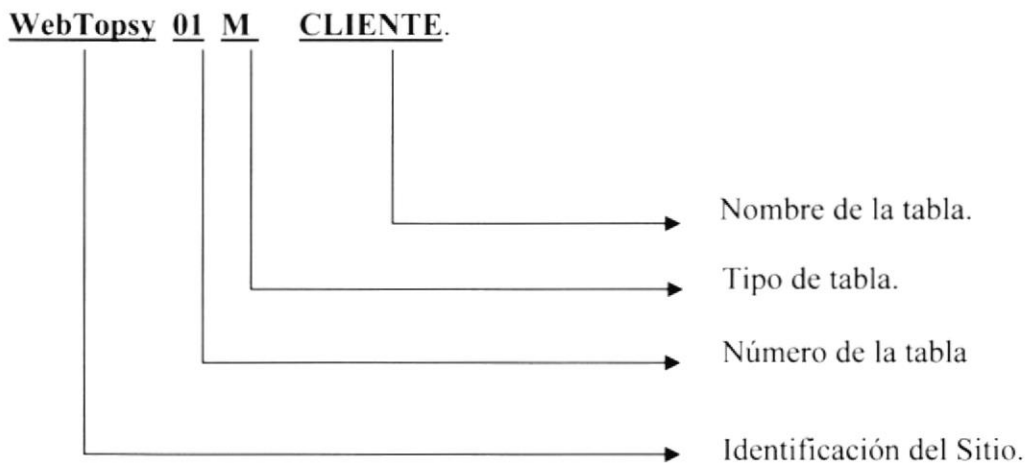 WebTopsy 01 M CLIENTE.
Nombre de la tabla.
Tipo de tabla.
Número de la tabla
Identificación del Sitio.